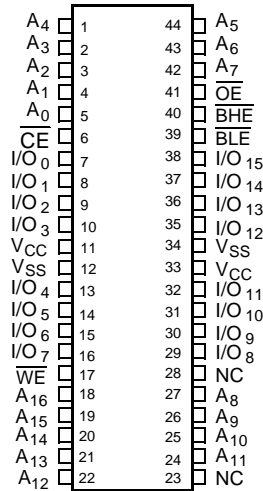 A4 1 44 A5
A3 2 43 A6
A2 3 42 A7
A1 4 41 OE
A0 5 40 BHE
CE 6 39 BLE
I/O0 7 38 I/O15
I/O1 8 37 I/O14
I/O2 9 36 I/O13
I/O3 10 35 I/O12
VCC 11 34 VSS
VSS 12 33 VCC
I/O4 13 32 I/O11
I/O5 14 31 I/O10
I/O6 15 30 I/O9
I/O7 16 29 I/O8
WE 17 28 NC
A16 18 27 A8
A15 19 26 A9
A14 20 25 A10
A13 21 24 A11
A12 22 23 NC